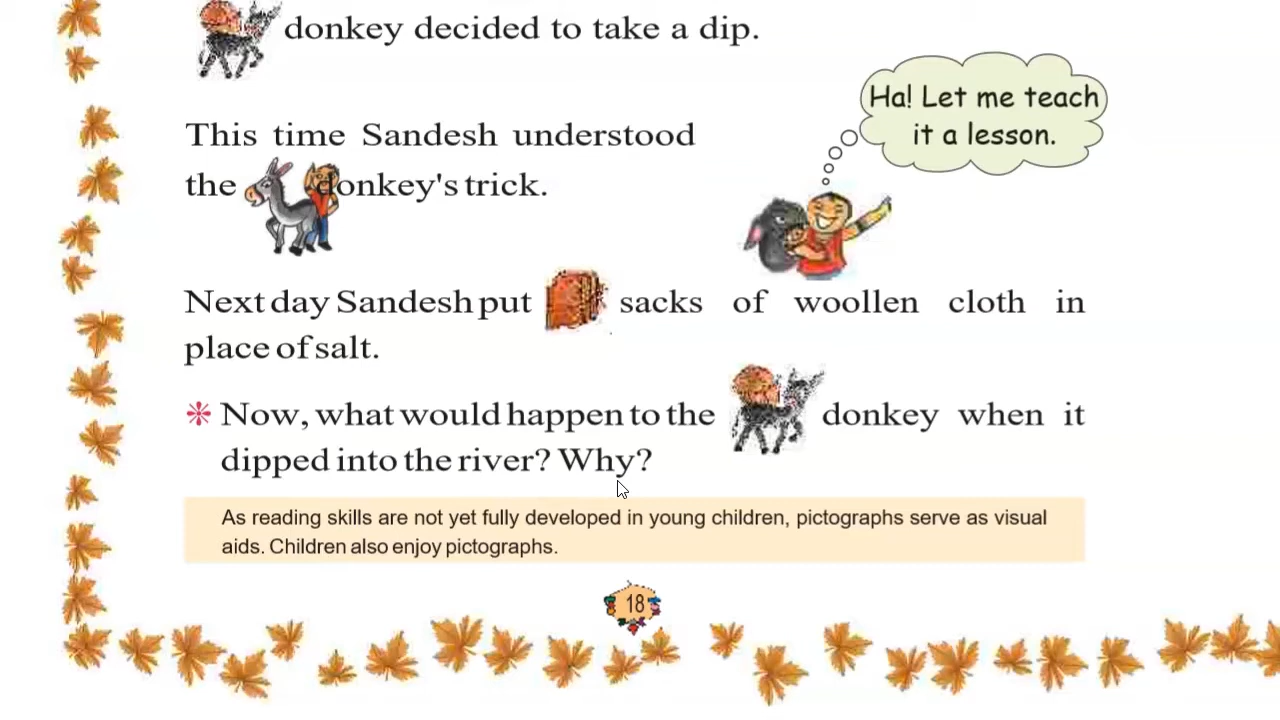 donkey decided to take a dip.
Ha! Let me teach
it a lesson.
This time Sandesh understood
the donkey's trick.
Next day Sandesh put sacks of woollen cloth in
place of salt.
Now, what would happen to the donkey when it
dipped into the river? Why?
As reading skills are not yet fully developed in young children, pictographs serve as visual
aids. Children also enjoy pictographs.
18